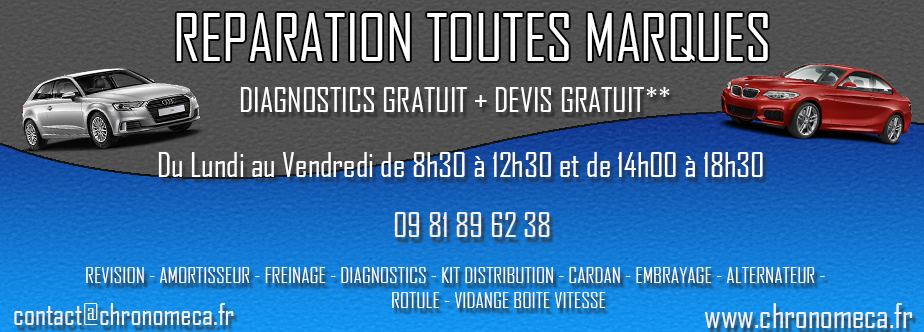 REPARATION TOUTES MARQUES
DIAGNOSTICS GRATUIT + DEVIS GRATUIT**
Du Lundi au Vendredi de 8h30 à 12h30 et de 14h00 à 18h30
09 81 89 62 38
REVISION - AMORTISSEUR - FREINAGE - DIAGNOSTICS - KIT DISTRIBUTION - CARDAN - EMBRAYAGE - ALTERNATEUR -
ROTULE - VIDANGE BOITE VITESSE
contact@chronomeca.fr
www.chronomeca.fr